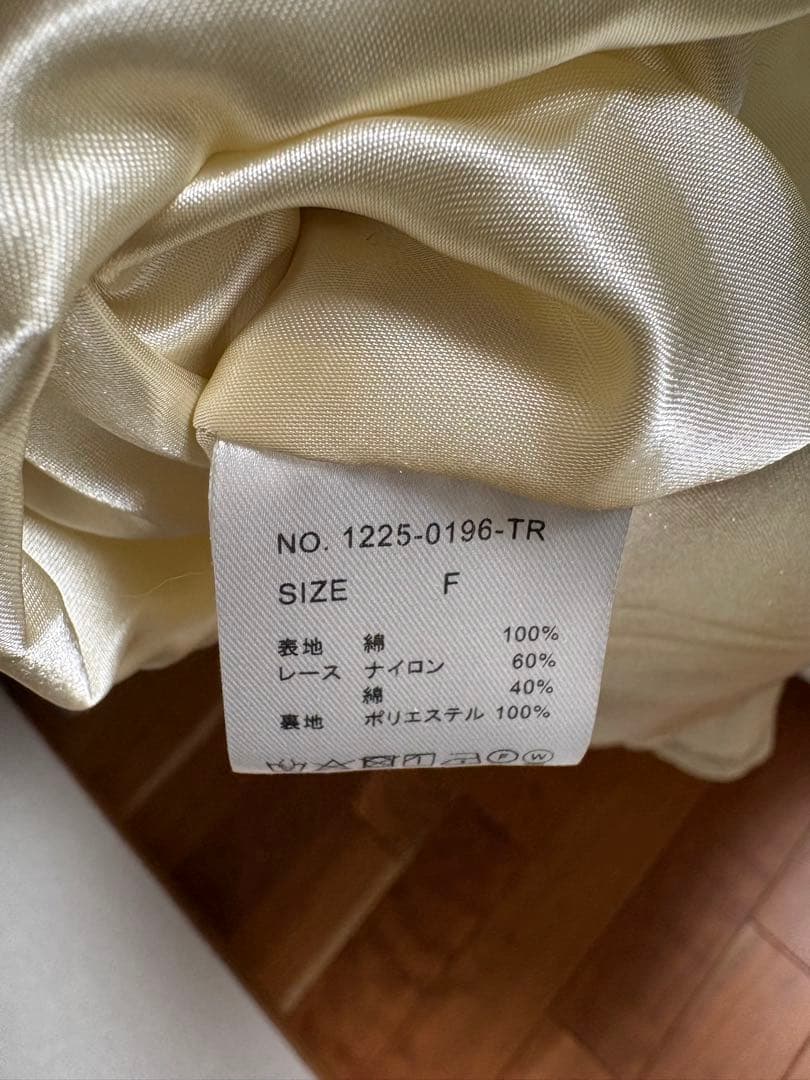 NO. 1225-0196-TR
SIZE F
表地 綿 100%
レース ナイロン 60%
綿 40%
裏地 ポリエステル 100%
F W